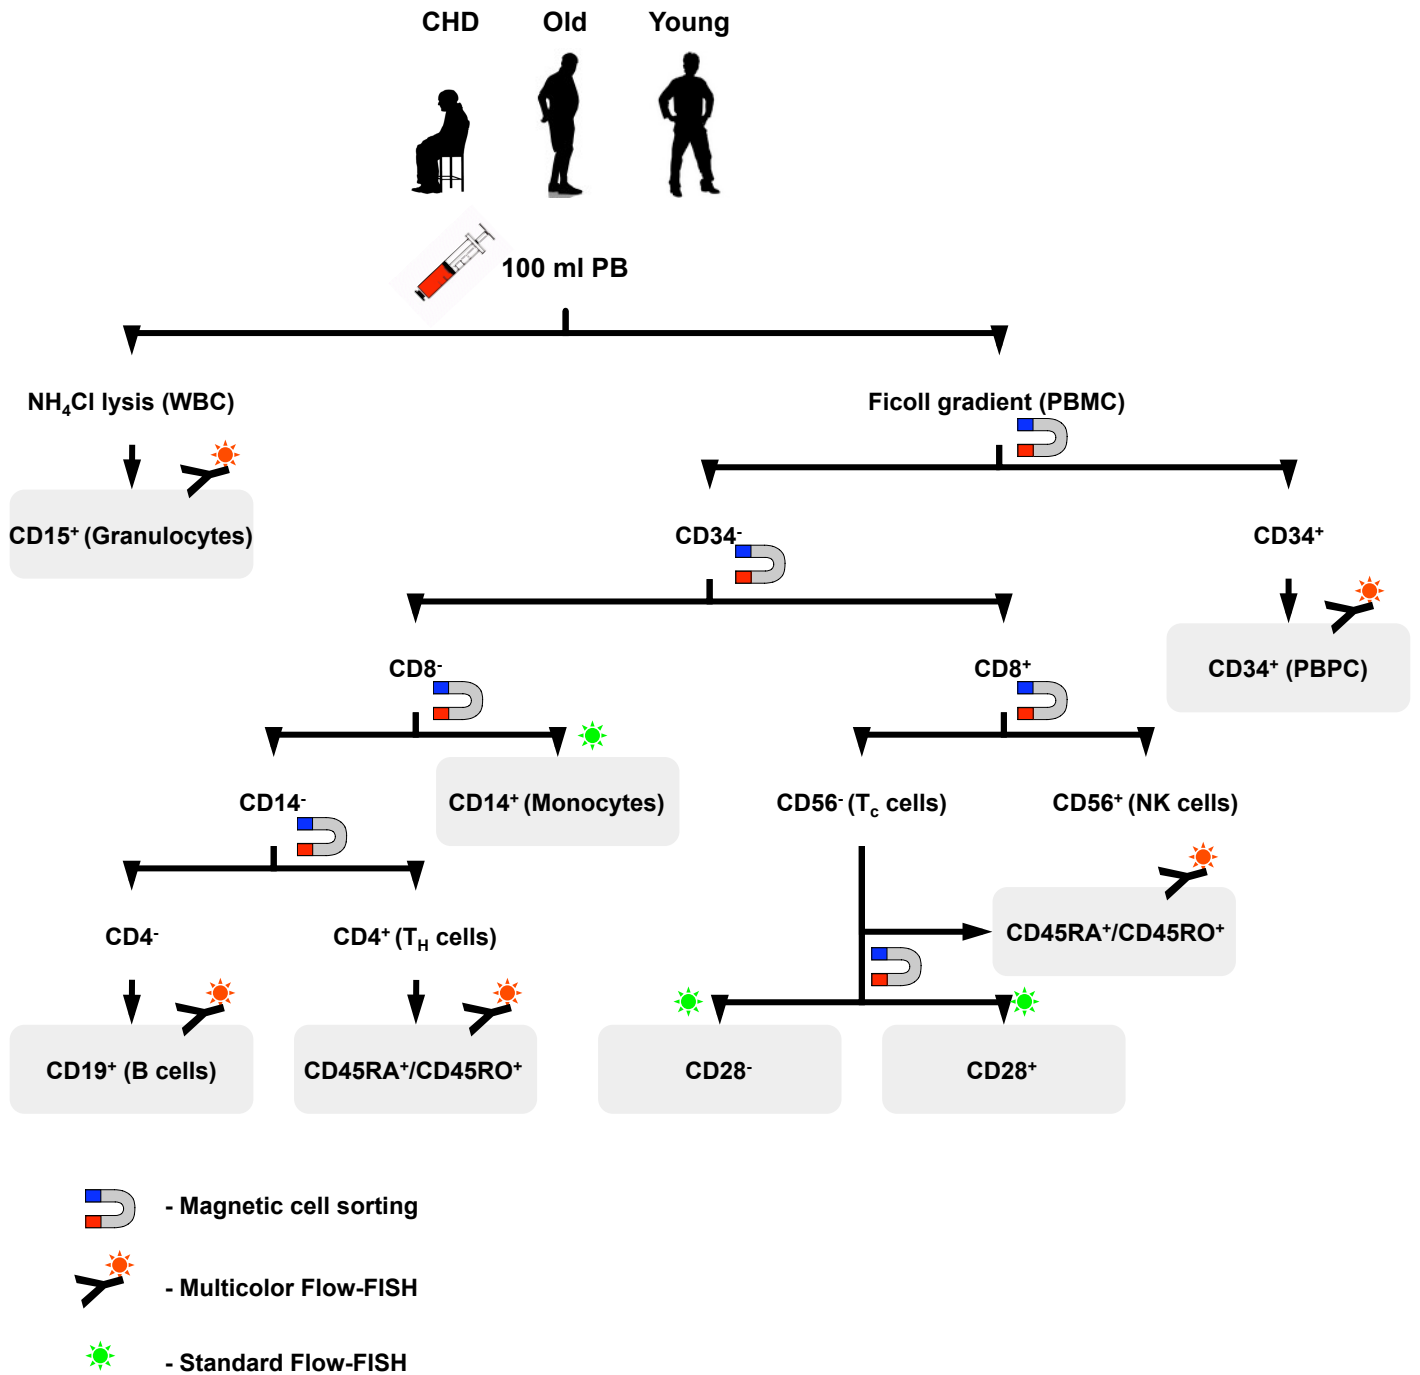 CHD Old Young
100 ml PB
NH₄Cl lysis (WBC) Ficoll gradient (PBMC)
CD15⁺ (Granulocytes) CD34⁻ CD34⁺
CD8⁻ CD8⁺ CD34⁺ (PBPC)
CD14⁻ CD14⁺ (Monocytes) CD56⁻ (T꜀ cells) CD56⁺ (NK cells)
CD4⁻ CD4⁺ (T_H cells) CD45RA⁺/CD45RO⁺
CD19⁺ (B cells) CD45RA⁺/CD45RO⁺ CD28⁻ CD28⁺
- Magnetic cell sorting
- Multicolor Flow-FISH
- Standard Flow-FISH